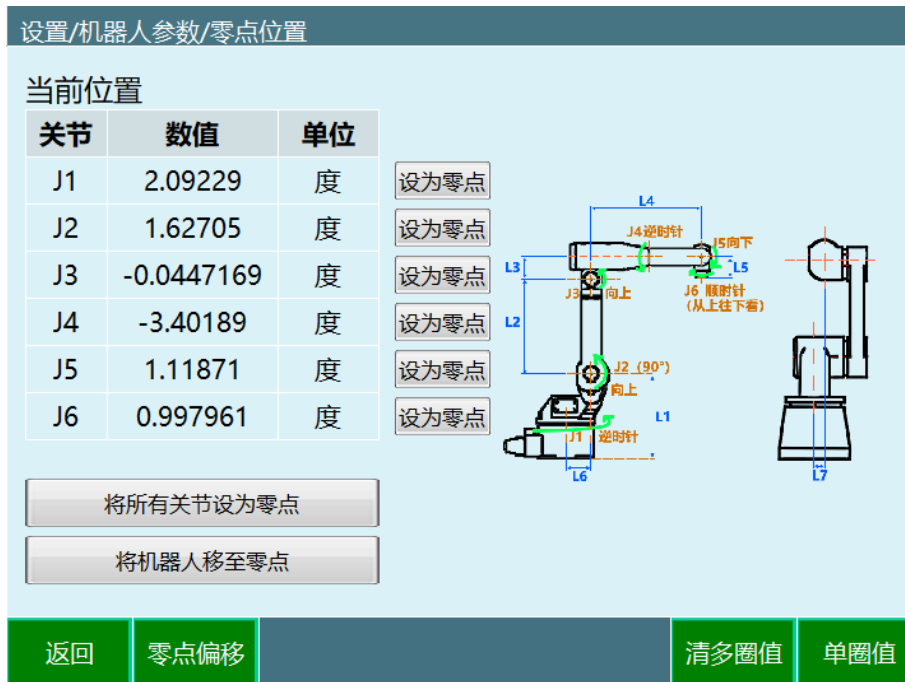 设置/机器人参数/零点位置
当前位置
关节 数值 单位
J1 2.09229 度 设为零点
J2 1.62705 度 设为零点
J3 -0.0447169 度 设为零点
J4 -3.40189 度 设为零点
J5 1.11871 度 设为零点
J6 0.997961 度 设为零点
L4
J4逆时针
J5向下
L3
L5
J3 向上
J6 顺时针
(从上往下看)
L2
J2 (90°)
向上
L1
J1 逆时针
L6
L7
将所有关节设为零点
将机器人移至零点
返回 零点偏移 清多圈值 单圈值